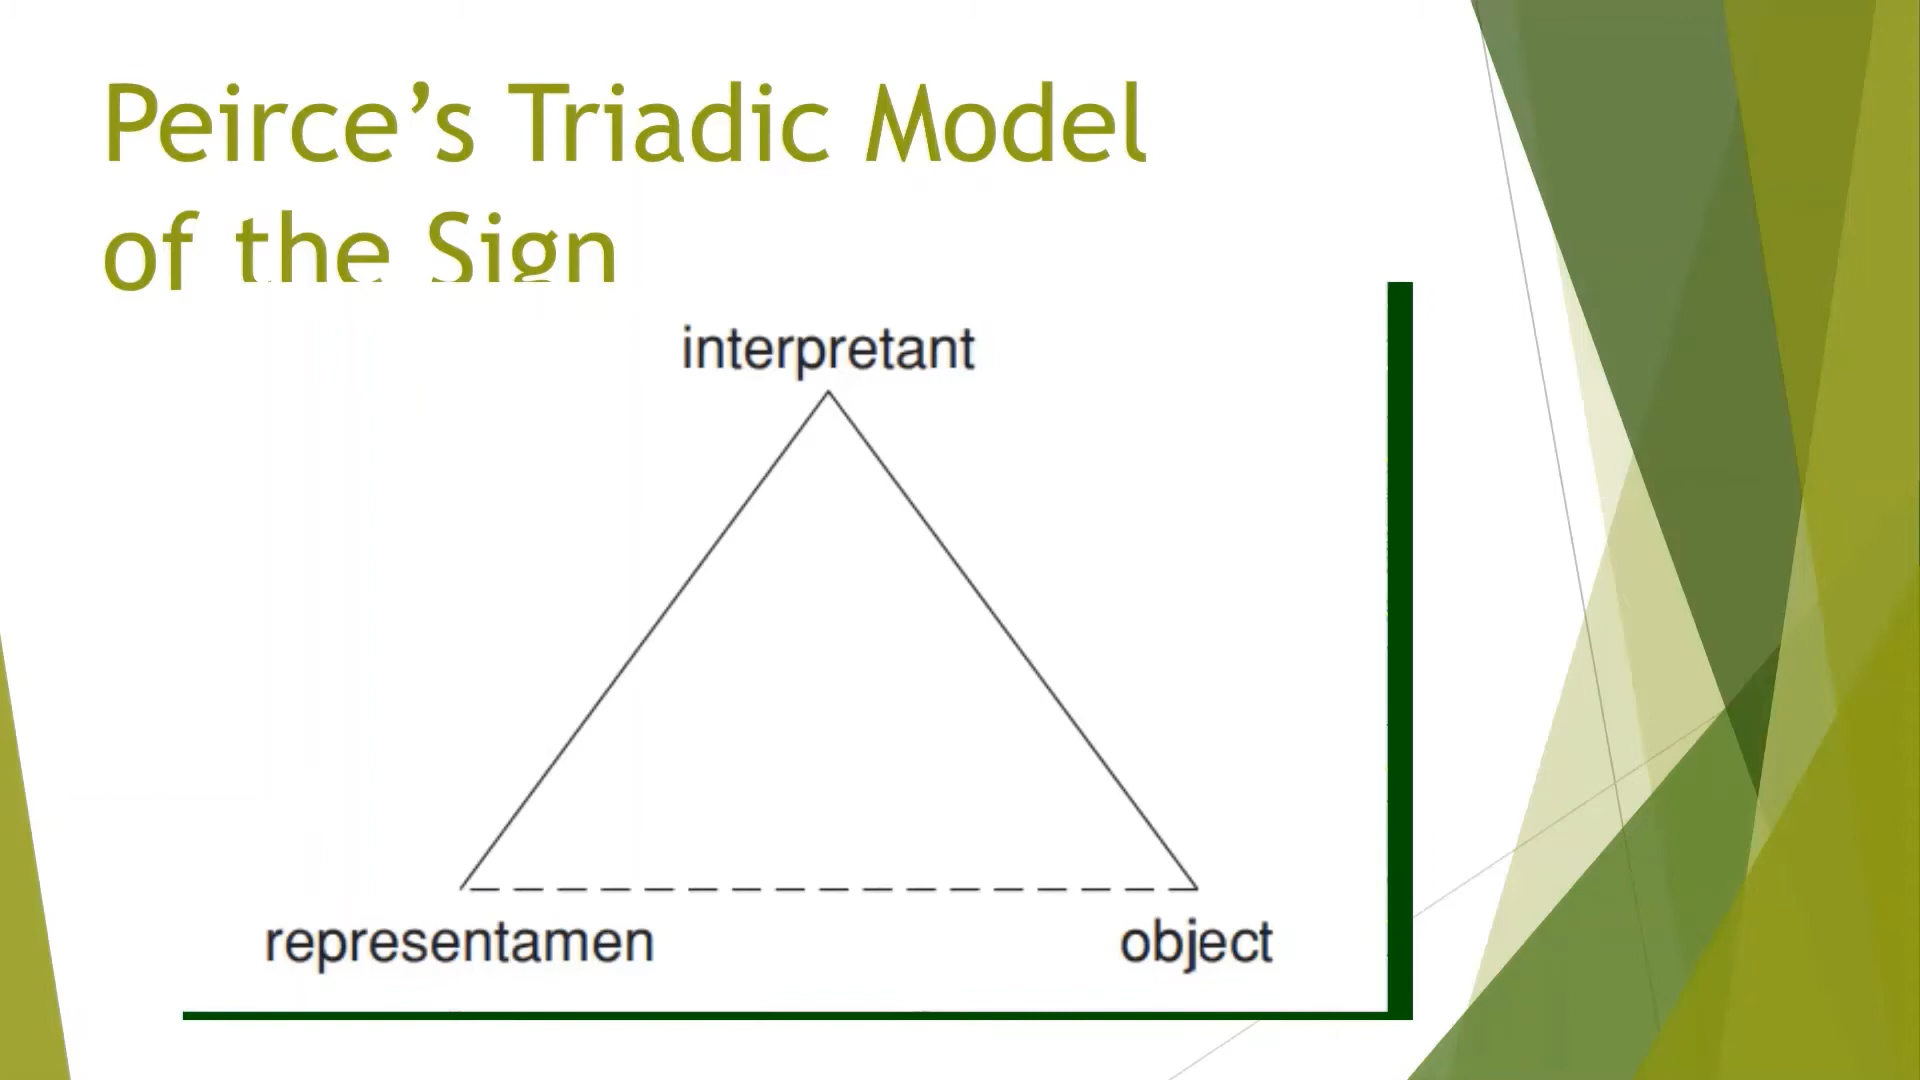 Peirce’s Triadic Model
of the Sign
interpretant
representamen
object